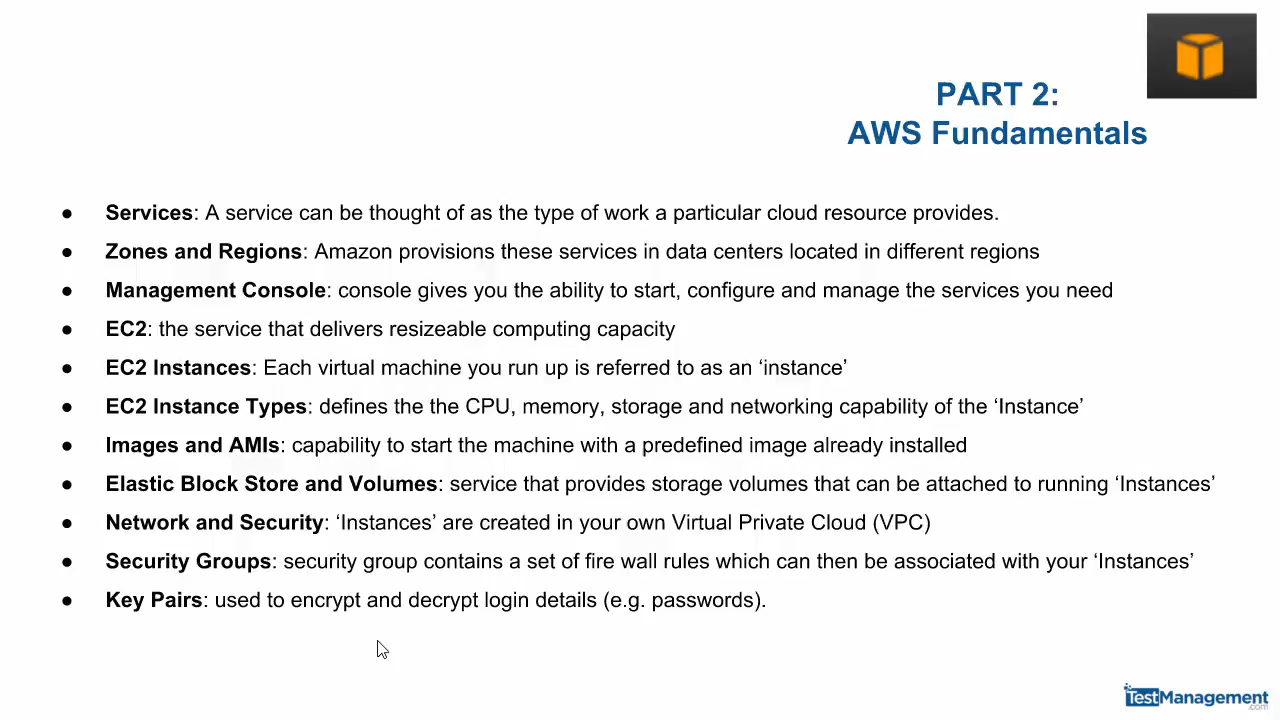 PART 2:
AWS Fundamentals
● Services: A service can be thought of as the type of work a particular cloud resource provides.
● Zones and Regions: Amazon provisions these services in data centers located in different regions
● Management Console: console gives you the ability to start, configure and manage the services you need
● EC2: the service that delivers resizeable computing capacity
● EC2 Instances: Each virtual machine you run up is referred to as an ‘instance’
● EC2 Instance Types: defines the the CPU, memory, storage and networking capability of the ‘Instance’
● Images and AMIs: capability to start the machine with a predefined image already installed
● Elastic Block Store and Volumes: service that provides storage volumes that can be attached to running ‘Instances’
● Network and Security: ‘Instances’ are created in your own Virtual Private Cloud (VPC)
● Security Groups: security group contains a set of fire wall rules which can then be associated with your ‘Instances’
● Key Pairs: used to encrypt and decrypt login details (e.g. passwords).
TestManagement
.com